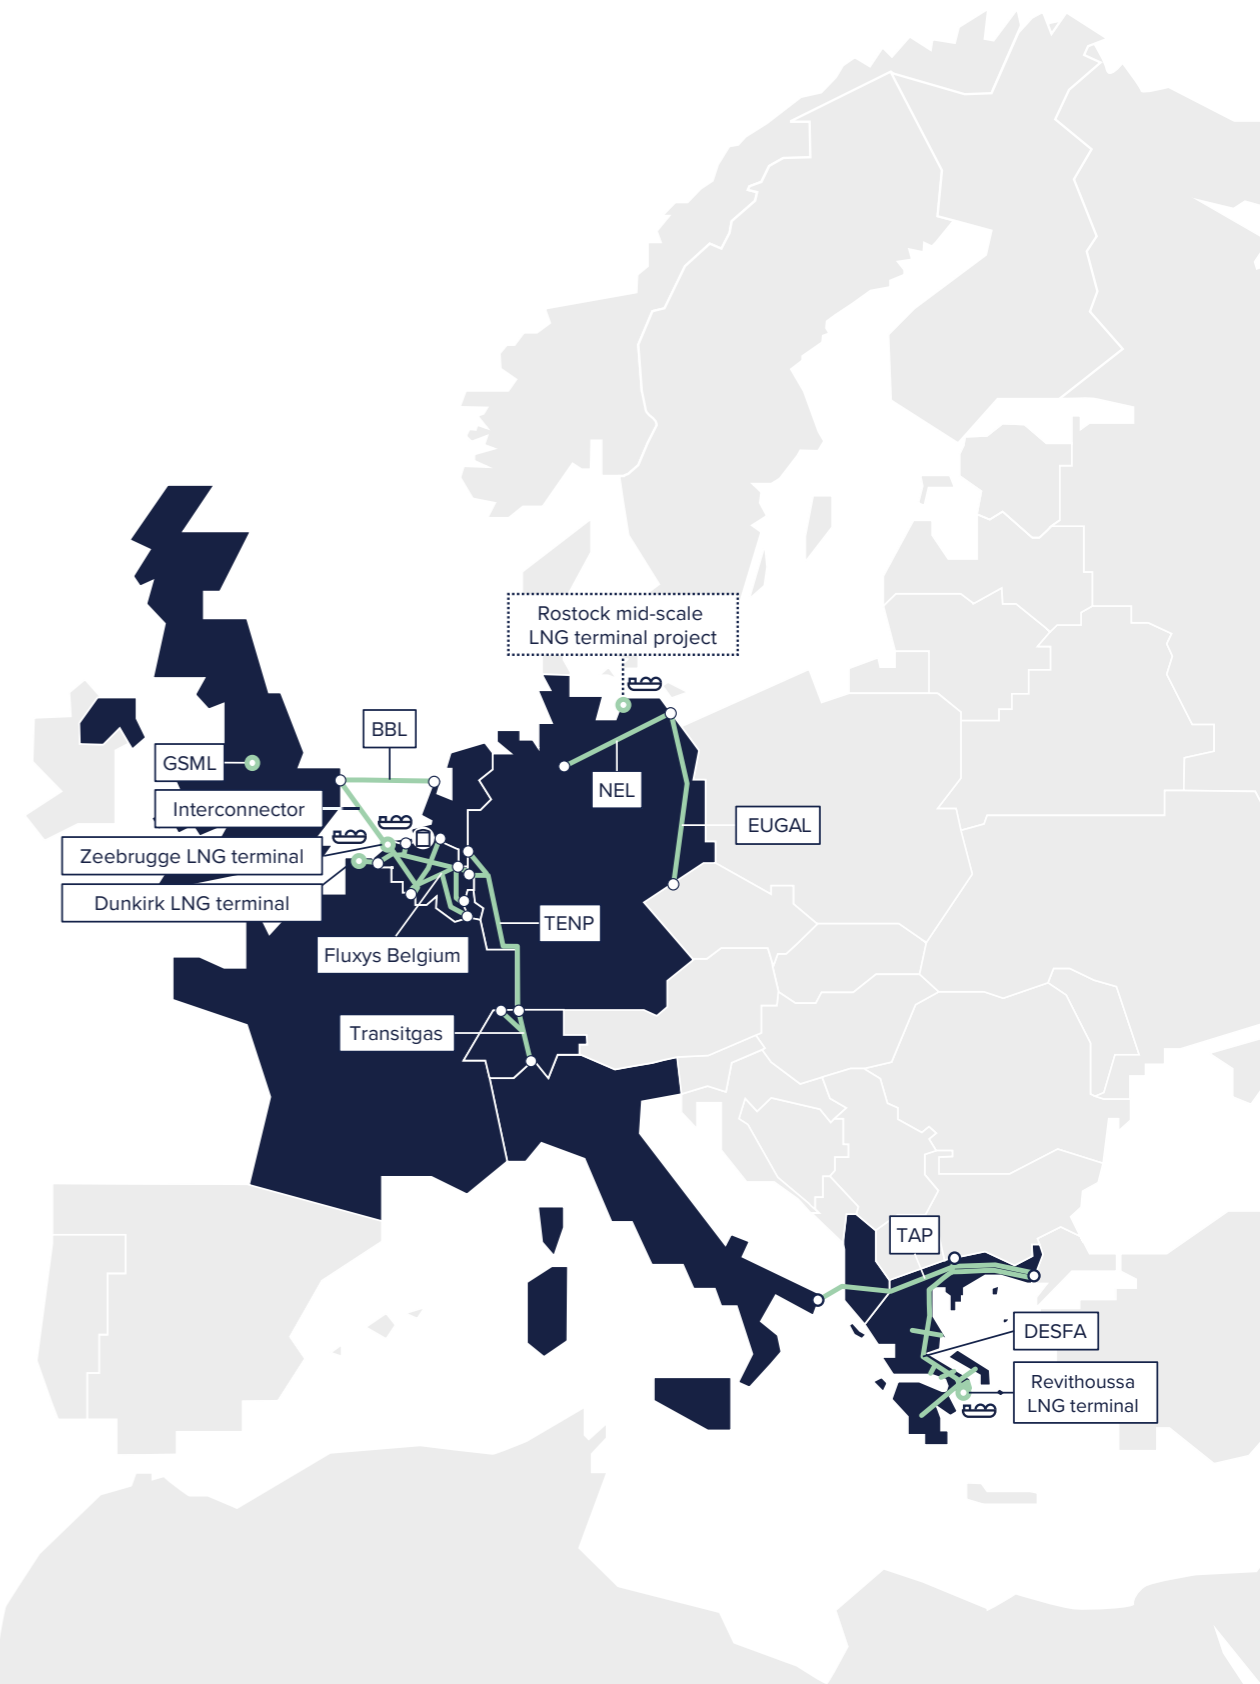 Rostock mid-scale
LNG terminal project
BBL
GSML
NEL
Interconnector
EUGAL
Zeebrugge LNG terminal
Dunkirk LNG terminal
TENP
Fluxys Belgium
Transitgas
TAP
DESFA
Revithoussa
LNG terminal